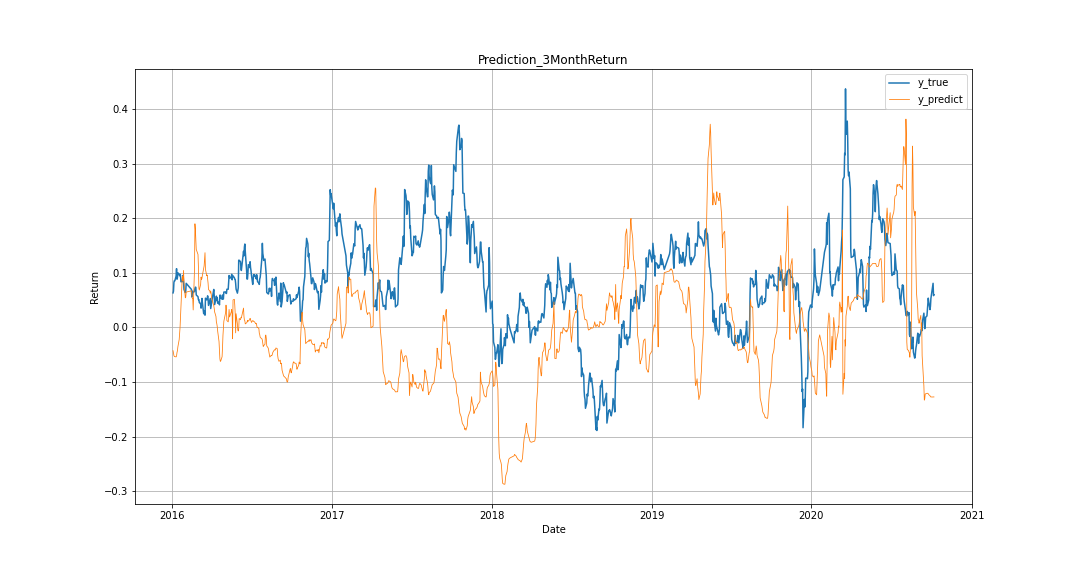 Prediction_3MonthReturn
y_true
y_predict
0.4
0.3
0.2
0.1
0.0
−0.1
−0.2
−0.3
Return
2016 2017 2018 2019 2020 2021
Date